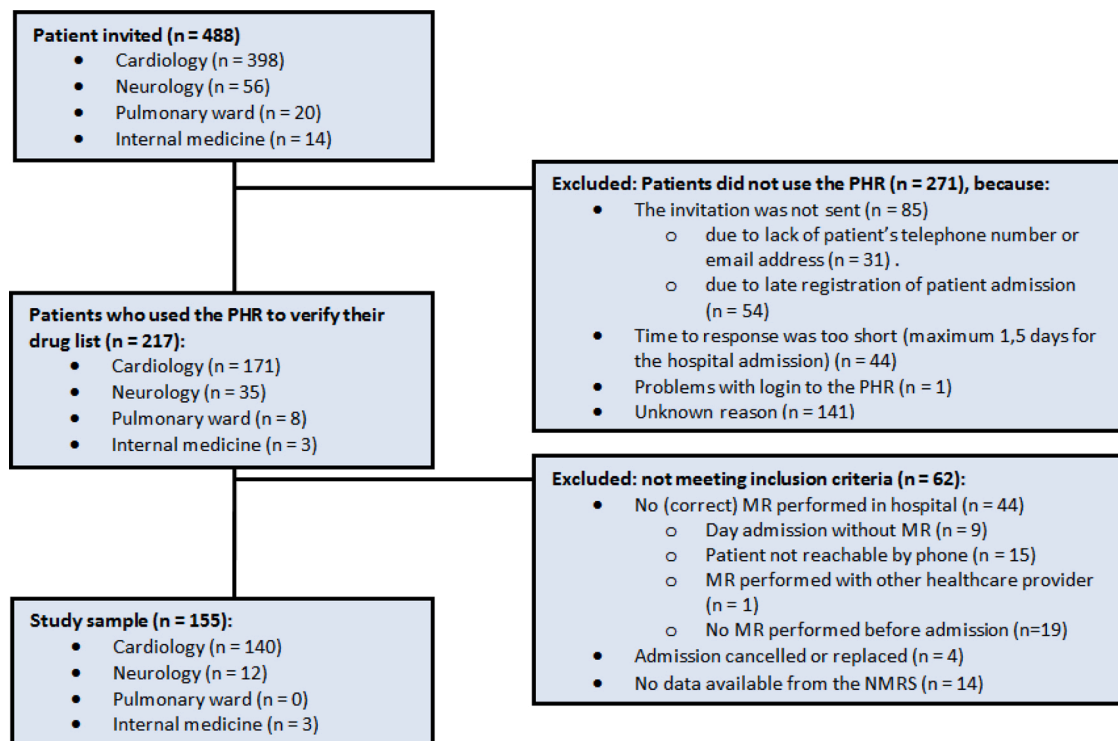 Patient invited (n = 488)
• Cardiology (n = 398)
• Neurology (n = 56)
• Pulmonary ward (n = 20)
• Internal medicine (n = 14)
Excluded: Patients did not use the PHR (n = 271), because:
• The invitation was not sent (n = 85)
o due to lack of patient's telephone number or
email address (n = 31) .
o due to late registration of patient admission
(n = 54)
• Time to response was too short (maximum 1,5 days for
the hospital admission) (n = 44)
• Problems with login to the PHR (n = 1)
• Unknown reason (n = 141)
Patients who used the PHR to verify their
drug list (n = 217):
• Cardiology (n = 171)
• Neurology (n = 35)
• Pulmonary ward (n = 8)
• Internal medicine (n = 3)
Excluded: not meeting inclusion criteria (n = 62):
• No (correct) MR performed in hospital (n = 44)
o Day admission without MR (n = 9)
o Patient not reachable by phone (n = 15)
o MR performed with other healthcare provider
(n = 1)
o No MR performed before admission (n=19)
• Admission cancelled or replaced (n = 4)
• No data available from the NMRS (n = 14)
Study sample (n = 155):
• Cardiology (n = 140)
• Neurology (n = 12)
• Pulmonary ward (n = 0)
• Internal medicine (n = 3)